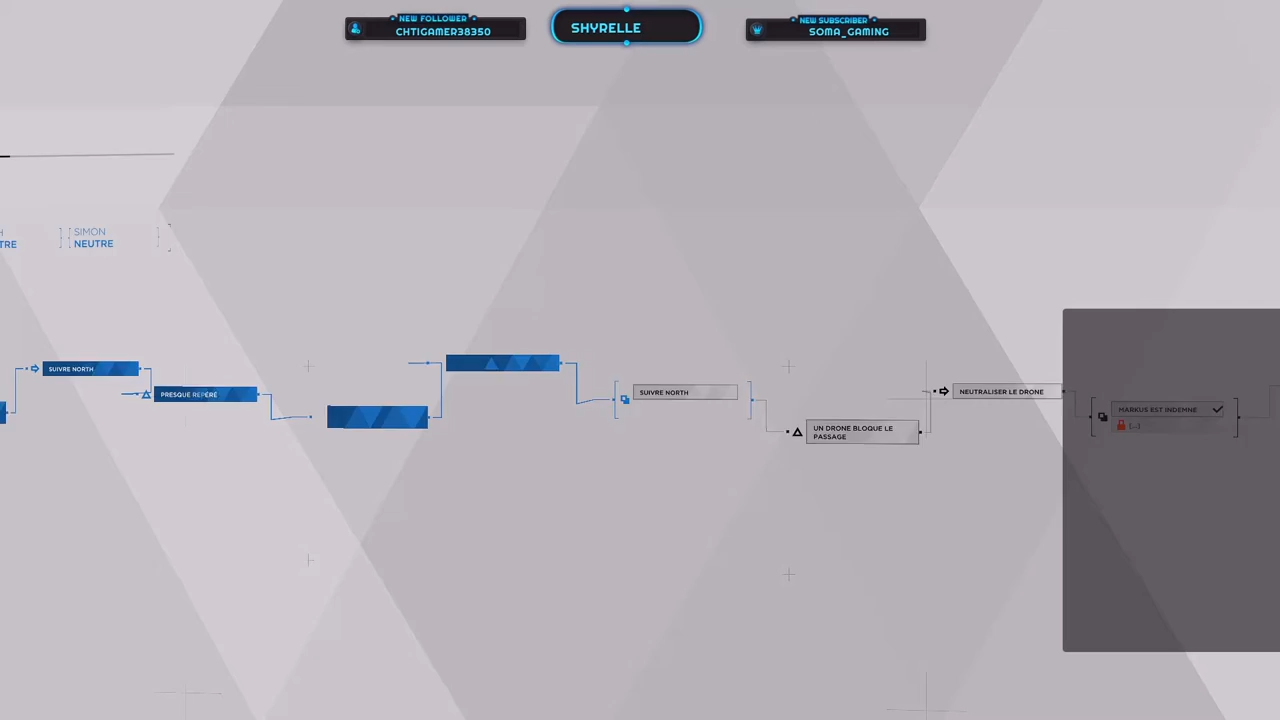 NEW FOLLOWER
CHTIGAMER38350
SHYRELLE
NEW SUBSCRIBER
SOMA_GAMING
H
TRE
SIMON
NEUTRE
SUIVRE NORTH
PRESQUE REPÉRÉ
SUIVRE NORTH
UN DRONE BLOQUE LE
PASSAGE
NEUTRALISER LE DRONE
MARKUS EST INDEMNE
(...)